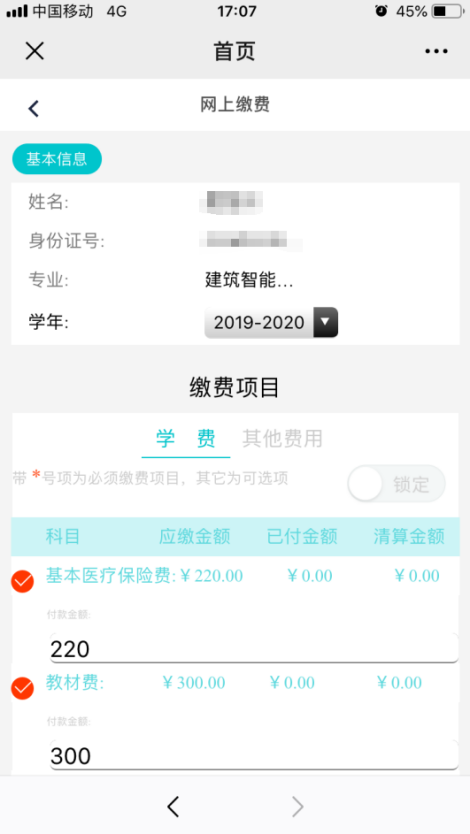 中国移动 4G 17:07 45%
首页
网上缴费
基本信息
姓名:
身份证号:
专业: 建筑智能...
学年: 2019-2020
缴费项目
学 费 其他费用
带*号项为必须缴费项目，其它为可选项 锁定
科目 应缴金额 已付金额 清算金额
基本医疗保险费:￥220.00 ￥0.00 ￥0.00
付款金额:
220
教材费: ￥300.00 ￥0.00 ￥0.00
付款金额:
300